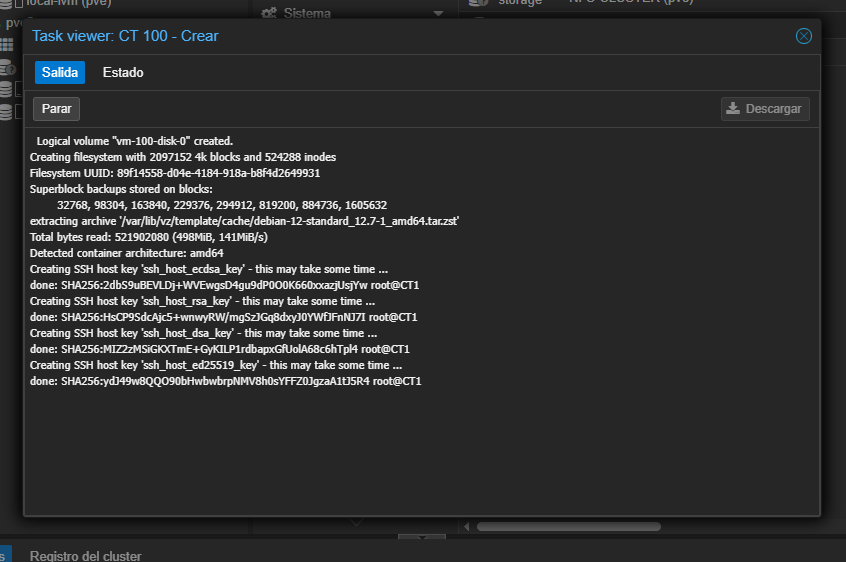 local-lvm (pve)
Sistema
storage
NFS-CLUSTER (pve)
pv
Task viewer: CT 100 - Crear
Salida
Estado
Parar
Descargar
Logical volume "vm-100-disk-0" created.
Creating filesystem with 2097152 4k blocks and 524288 inodes
Filesystem UUID: 89f14558-d04e-4184-918a-b8f4d2649931
Superblock backups stored on blocks:
32768, 98304, 163840, 229376, 294912, 819200, 884736, 1605632
extracting archive '/var/lib/vz/template/cache/debian-12-standard_12.7-1_amd64.tar.zst'
Total bytes read: 521902080 (498MiB, 141MiB/s)
Detected container architecture: amd64
Creating SSH host key 'ssh_host_ecdsa_key' - this may take some time ...
done: SHA256:2dbS9uBEVLDj+WVEwgsD4gu9dP0O0K660xxazjUsjYw root@CT1
Creating SSH host key 'ssh_host_rsa_key' - this may take some time ...
done: SHA256:HsCP9SdcAjc5+wnwyRW/mgSzJGq8dxyJ0YWfJFnNJ7I root@CT1
Creating SSH host key 'ssh_host_dsa_key' - this may take some time ...
done: SHA256:MIZ2zMSiGKXTmE+GyKILP1rdbapxGfUolA68c6hTpl4 root@CT1
Creating SSH host key 'ssh_host_ed25519_key' - this may take some time ...
done: SHA256:ydJ49w8QQO90bHwbwbrpNMV8h0sYFFZ0JgzaA1tJ5R4 root@CT1
s
Registro del cluster